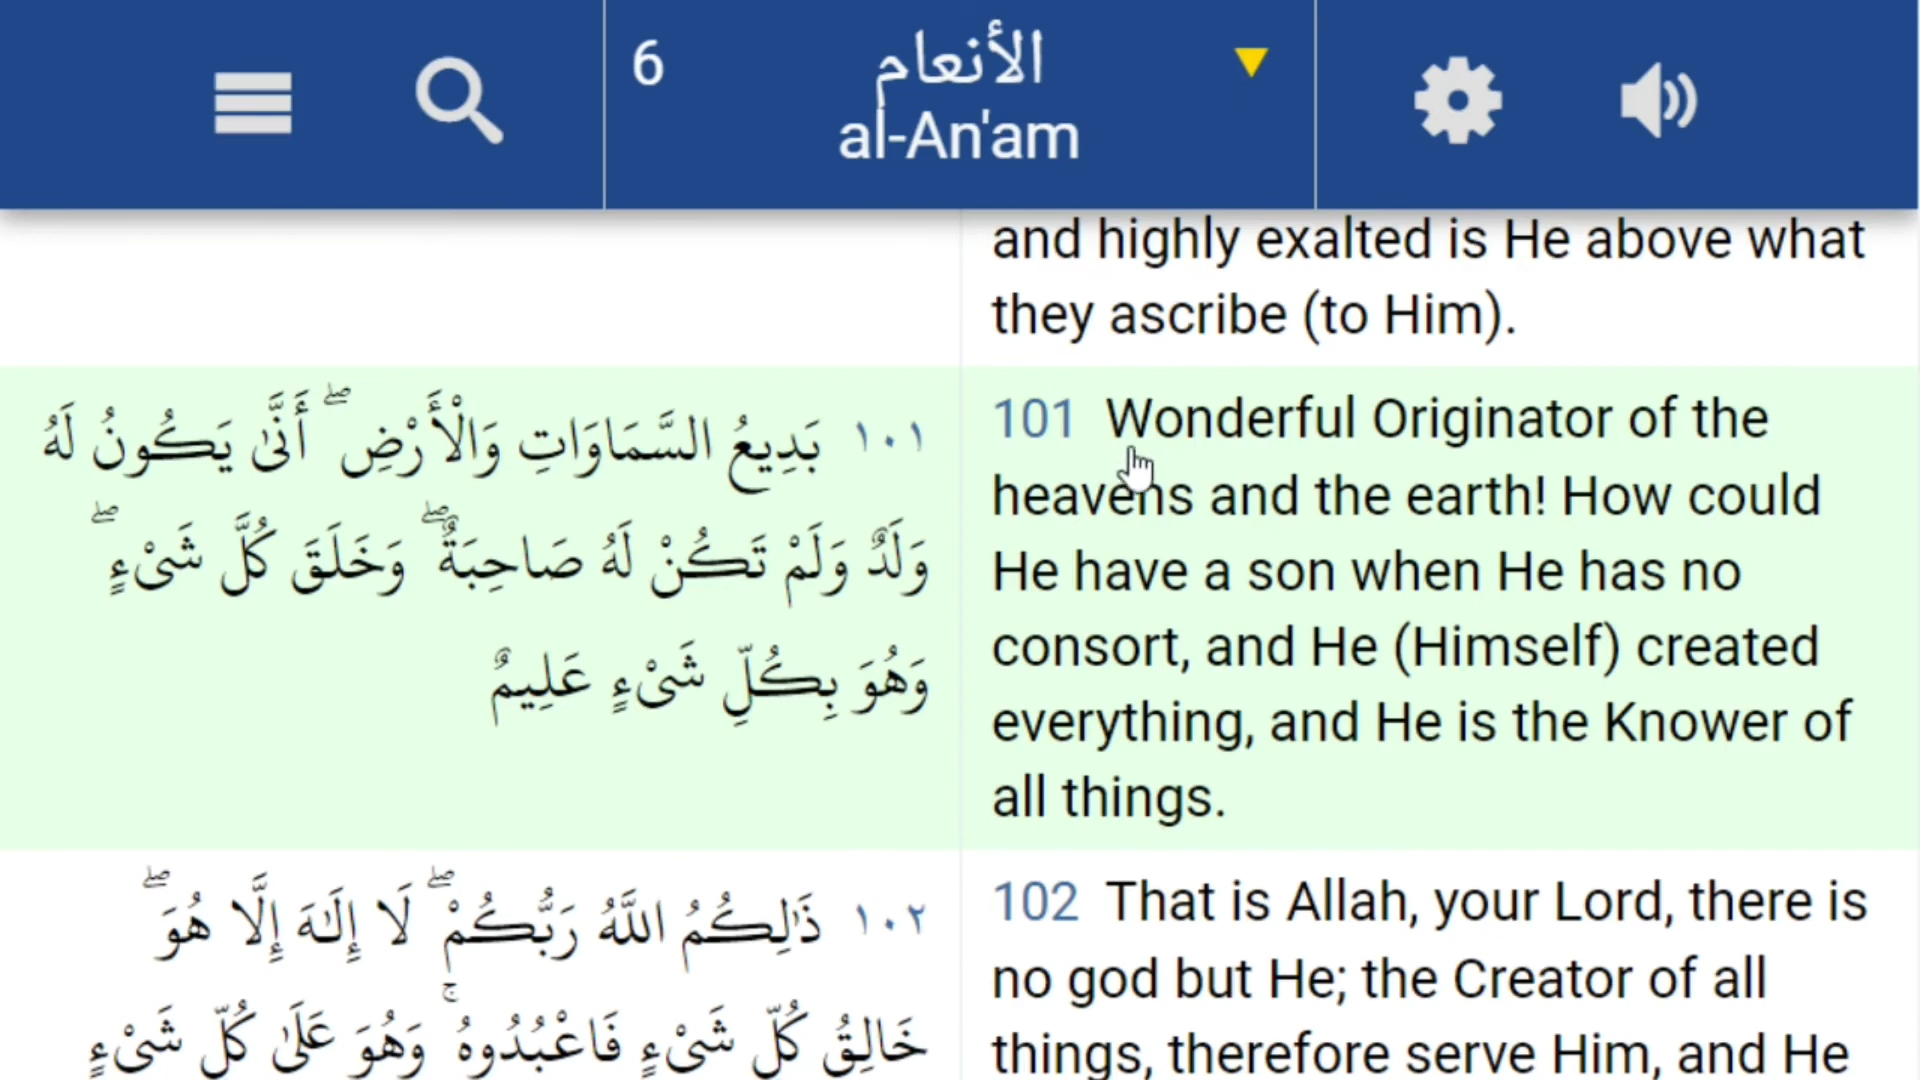 6
الأنعام
al-An'am
and highly exalted is He above what
they ascribe (to Him).
١٠١ بَدِيعُ السَّمَاوَاتِ وَالْأَرْضِ ۖ أَنَّىٰ يَكُونُ لَهُ
وَلَدٌ وَلَمْ تَكُنْ لَهُ صَاحِبَةٌ ۖ وَخَلَقَ كُلَّ شَيْءٍ ۖ
وَهُوَ بِكُلِّ شَيْءٍ عَلِيمٌ
101 Wonderful Originator of the
heavens and the earth! How could
He have a son when He has no
consort, and He (Himself) created
everything, and He is the Knower of
all things.
١٠٢ ذَٰلِكُمُ اللَّهُ رَبُّكُمْ ۖ لَا إِلَٰهَ إِلَّا هُوَ ۖ
خَالِقُ كُلِّ شَيْءٍ فَاعْبُدُوهُ ۚ وَهُوَ عَلَىٰ كُلِّ شَيْءٍ
102 That is Allah, your Lord, there is
no god but He; the Creator of all
things, therefore serve Him, and He